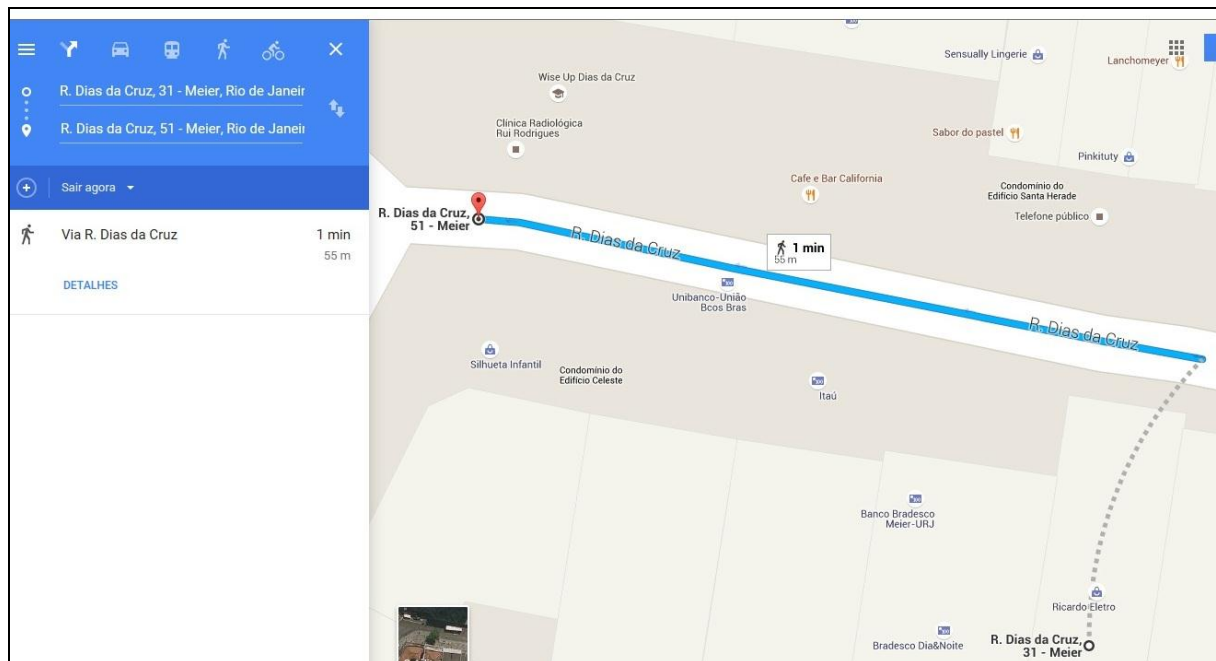 R. Dias da Cruz, 31 - Meier, Rio de Janeir
R. Dias da Cruz, 51 - Meier, Rio de Janeir
Sair agora
Via R. Dias da Cruz
1 min
55 m
DETALHES
Sensually Lingerie
Lanchomeyer
Wise Up Dias da Cruz
Clínica Radiológica
Rui Rodrigues
Sabor do pastel
Pinkituty
Cafe e Bar California
Condomínio do
Edifício Santa Herade
Telefone público
R. Dias da Cruz,
51 - Meier
R. Dias da Cruz
1 min
55 m
Unibanco-União
Bcos Bras
R. Dias da Cruz
Silhueta Infantil
Condomínio do
Edifício Celeste
Itaú
Banco Bradesco
Meier-URJ
Ricardo Eletro
Bradesco Dia&Noite
R. Dias da Cruz,
31 - Meier